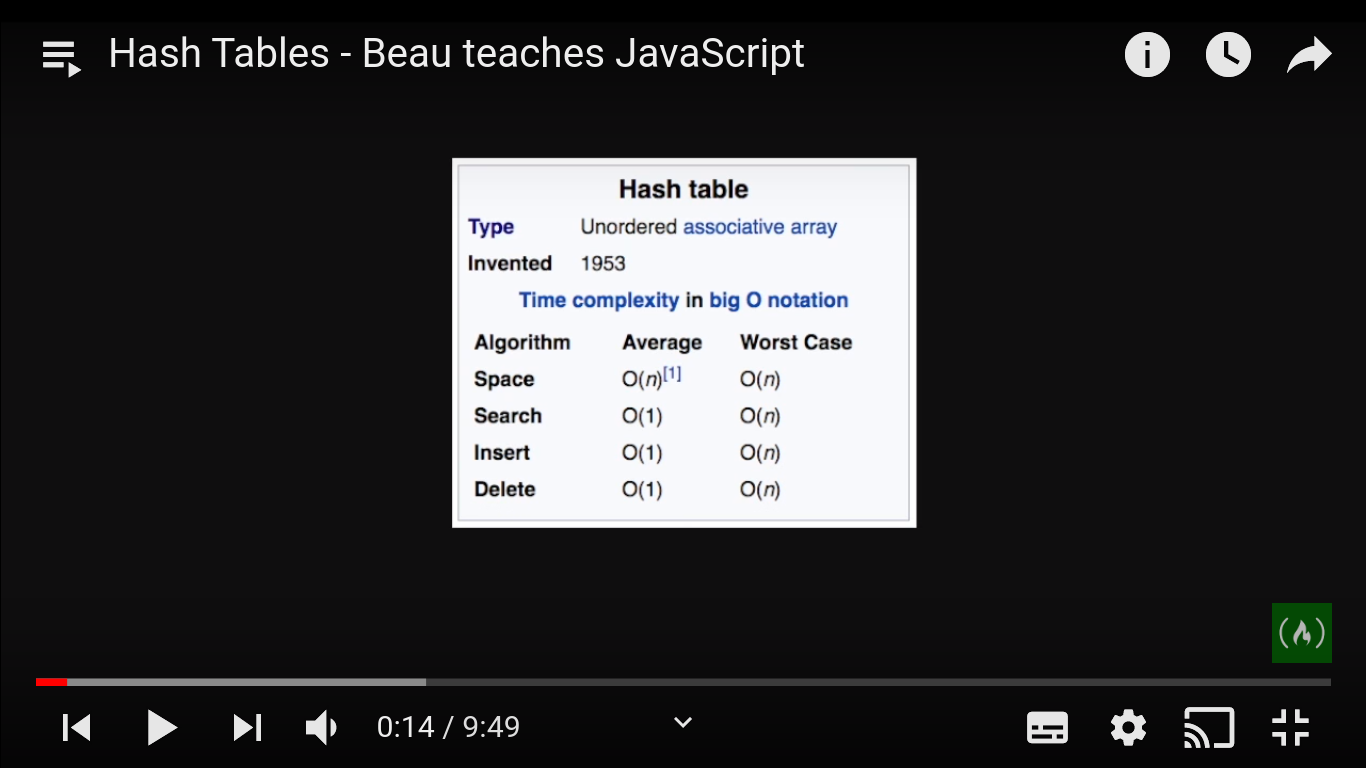 Hash Tables - Beau teaches JavaScript
Hash table
Type Unordered associative array
Invented 1953
Time complexity in big O notation
Algorithm Average Worst Case
Space O(n)[1] O(n)
Search O(1) O(n)
Insert O(1) O(n)
Delete O(1) O(n)
0:14 / 9:49